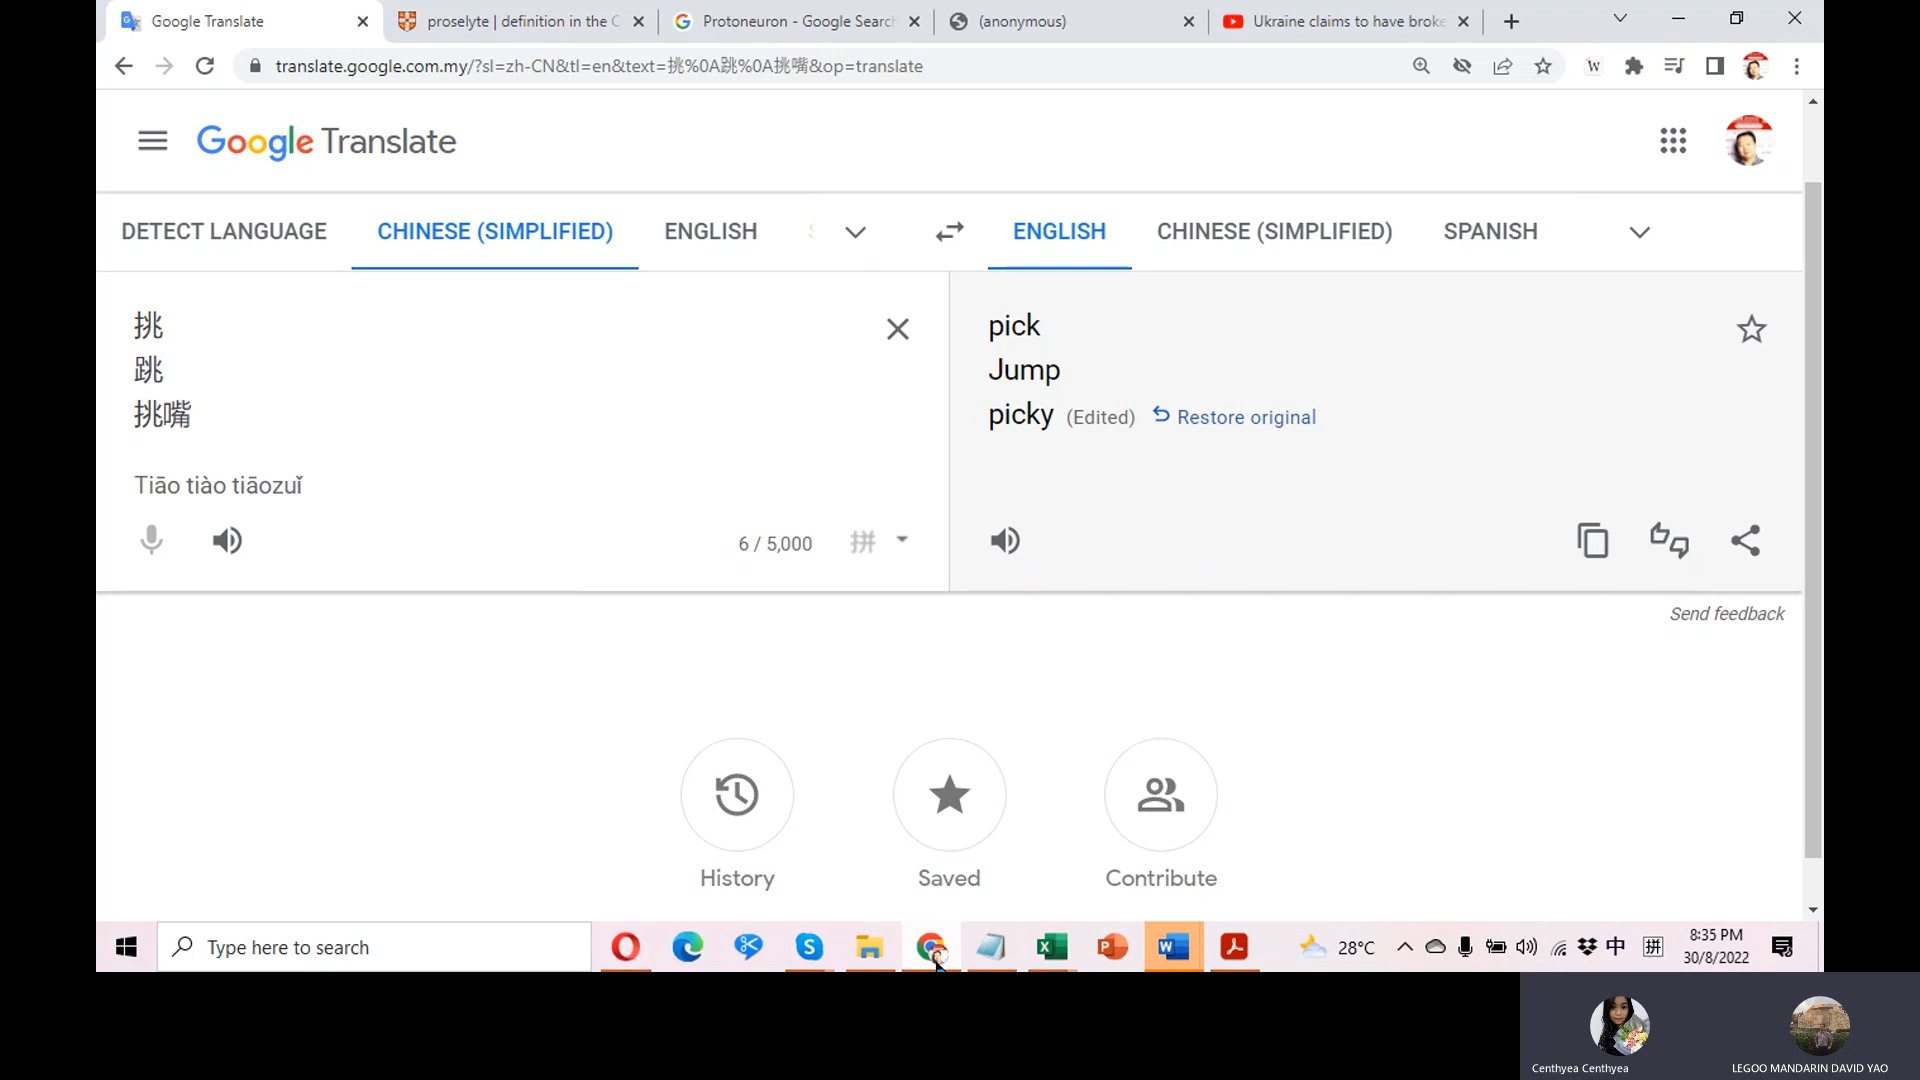 Google Translate
proselyte | definition in the C
Protoneuron - Google Search
(anonymous)
Ukraine claims to have broke
translate.google.com.my/?sl=zh-CN&tl=en&text=挑%0A跳%0A挑嘴&op=translate
W
Google Translate
DETECT LANGUAGE
CHINESE (SIMPLIFIED)
ENGLISH
ENGLISH
CHINESE (SIMPLIFIED)
SPANISH
挑
跳
挑嘴
Tiāo tiào tiāozuǐ
6 / 5,000
拼
pick
Jump
picky (Edited) Restore original
Send feedback
History
Saved
Contribute
Type here to search
28°C
中
拼
8:35 PM
30/8/2022
Centhyea Centhyea
LEGOO MANDARIN DAVID YAO